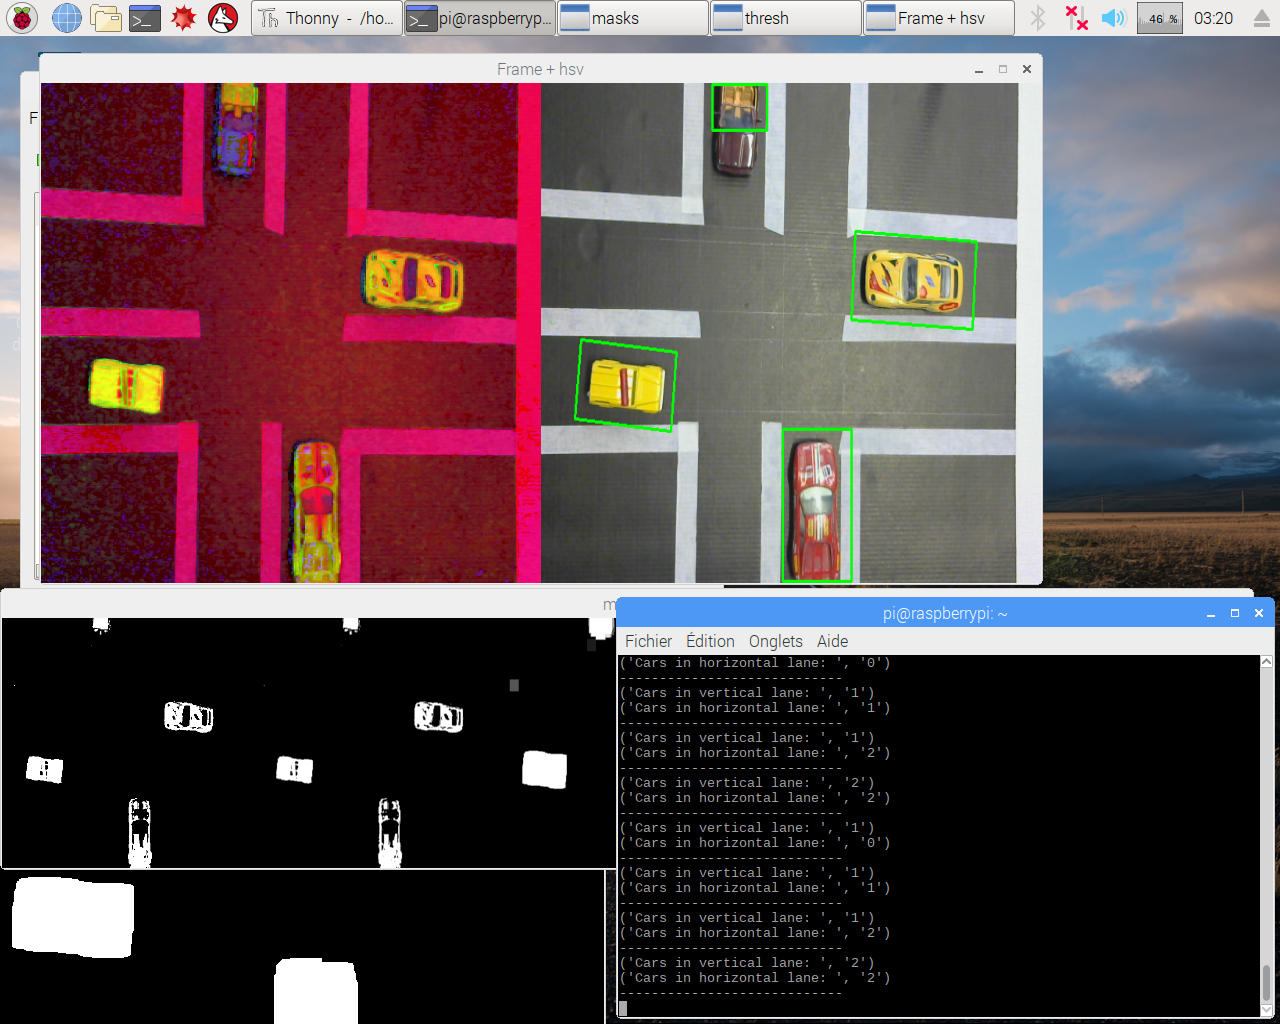 Thonny - /ho...
pi@raspberryp...
masks
thresh
Frame + hsv
46 %
03:20
Frame + hsv
F
m
pi@raspberrypi: ~
Fichier Édition Onglets Aide
('Cars in horizontal lane: ', '0')
----------------------------
('Cars in vertical lane: ', '1')
('Cars in horizontal lane: ', '1')
----------------------------
('Cars in vertical lane: ', '1')
('Cars in horizontal lane: ', '2')
----------------------------
('Cars in vertical lane: ', '2')
('Cars in horizontal lane: ', '2')
----------------------------
('Cars in vertical lane: ', '1')
('Cars in horizontal lane: ', '0')
----------------------------
('Cars in vertical lane: ', '1')
('Cars in horizontal lane: ', '1')
----------------------------
('Cars in vertical lane: ', '1')
('Cars in horizontal lane: ', '2')
----------------------------
('Cars in vertical lane: ', '2')
('Cars in horizontal lane: ', '2')
----------------------------